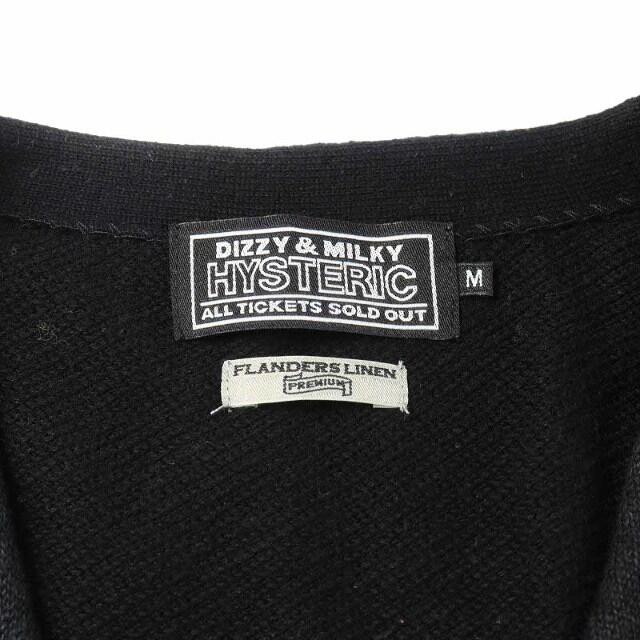 DIZZY & MILKY
HYSTERIC
ALL TICKETS SOLD OUT
M
FLANDERS LINEN
PREMIUM